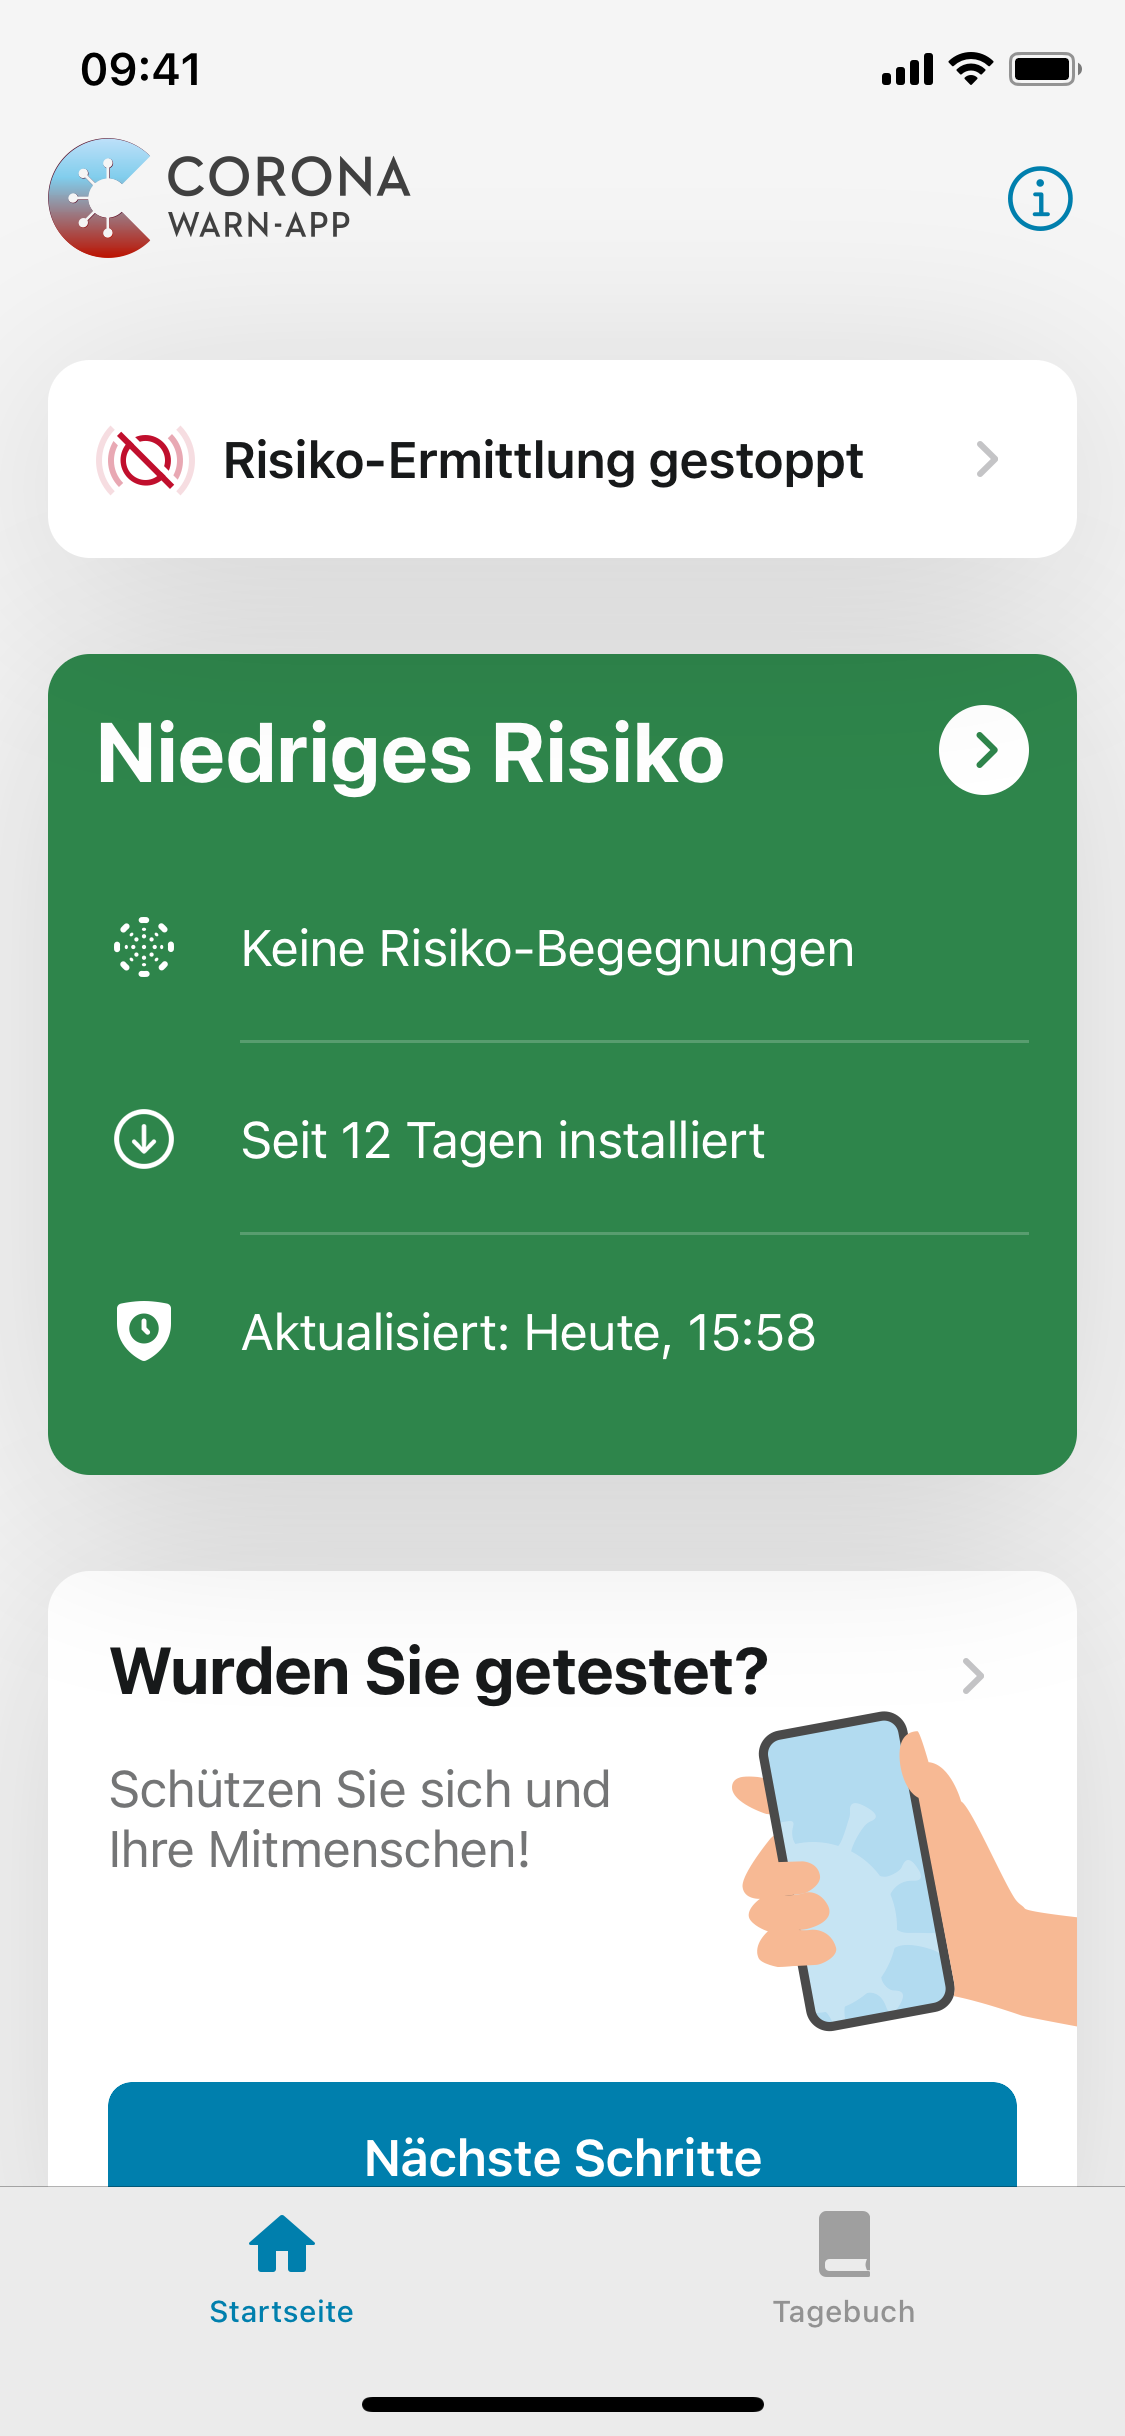 09:41
CORONA
WARN-APP
Risiko-Ermittlung gestoppt
Niedriges Risiko
Keine Risiko-Begegnungen
Seit 12 Tagen installiert
Aktualisiert: Heute, 15:58
Wurden Sie getestet?
Schützen Sie sich und
Ihre Mitmenschen!
Nächste Schritte
Startseite
Tagebuch